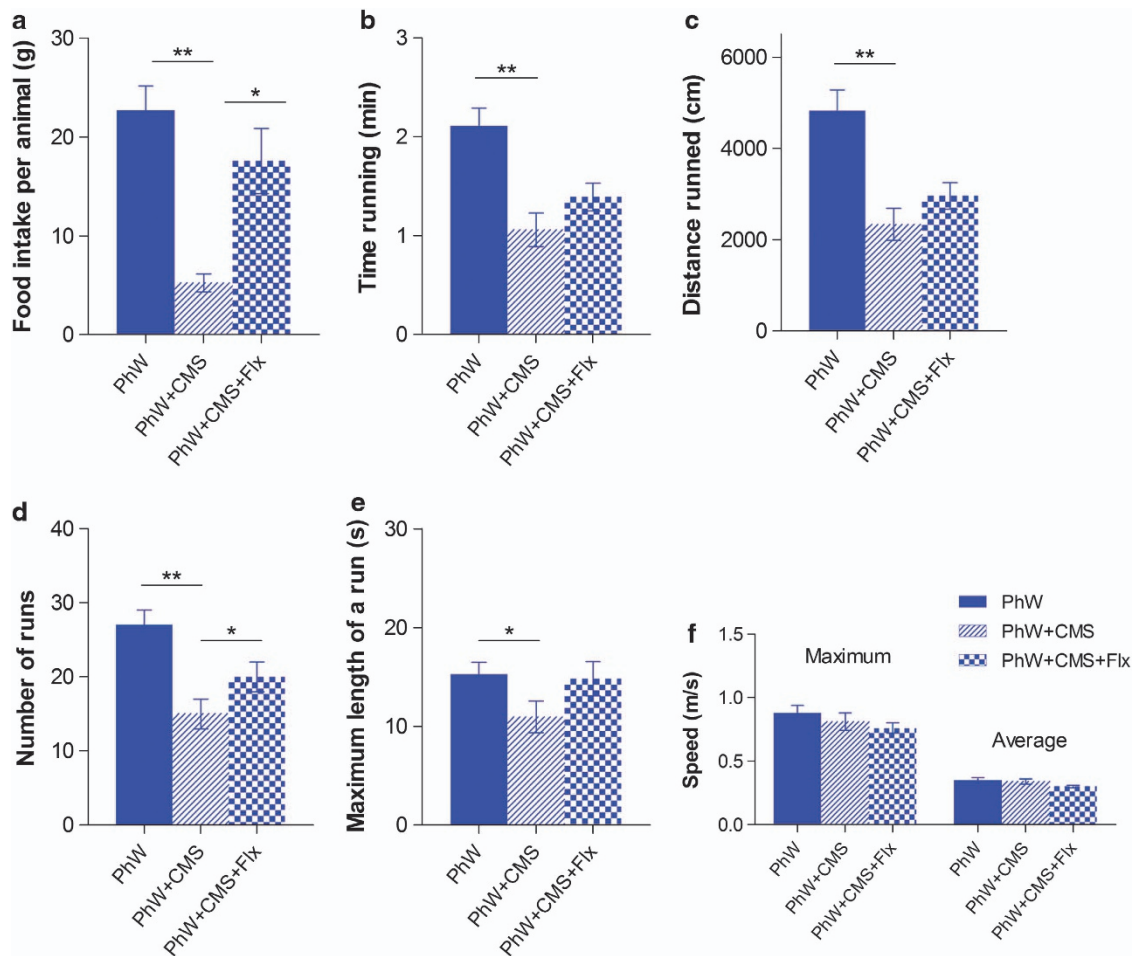 a
Food intake per animal (g)
30
20
10
0
**
*
PhW
PhW+CMS
PhW+CMS+Flx
b
Time running (min)
3
2
1
0
**
PhW
PhW+CMS
PhW+CMS+Flx
c
Distance runned (cm)
6000
4000
2000
0
**
PhW
PhW+CMS
PhW+CMS+Flx
d
Number of runs
40
30
20
10
0
**
*
PhW
PhW+CMS
PhW+CMS+Flx
e
Maximum length of a run (s)
30
20
10
0
*
PhW
PhW+CMS
PhW+CMS+Flx
f
PhW
PhW+CMS
PhW+CMS+Flx
Speed (m/s)
1.5
1.0
0.5
0.0
Maximum
Average
PhW
PhW+CMS
PhW+CMS+Flx
PhW
PhW+CMS
PhW+CMS+Flx